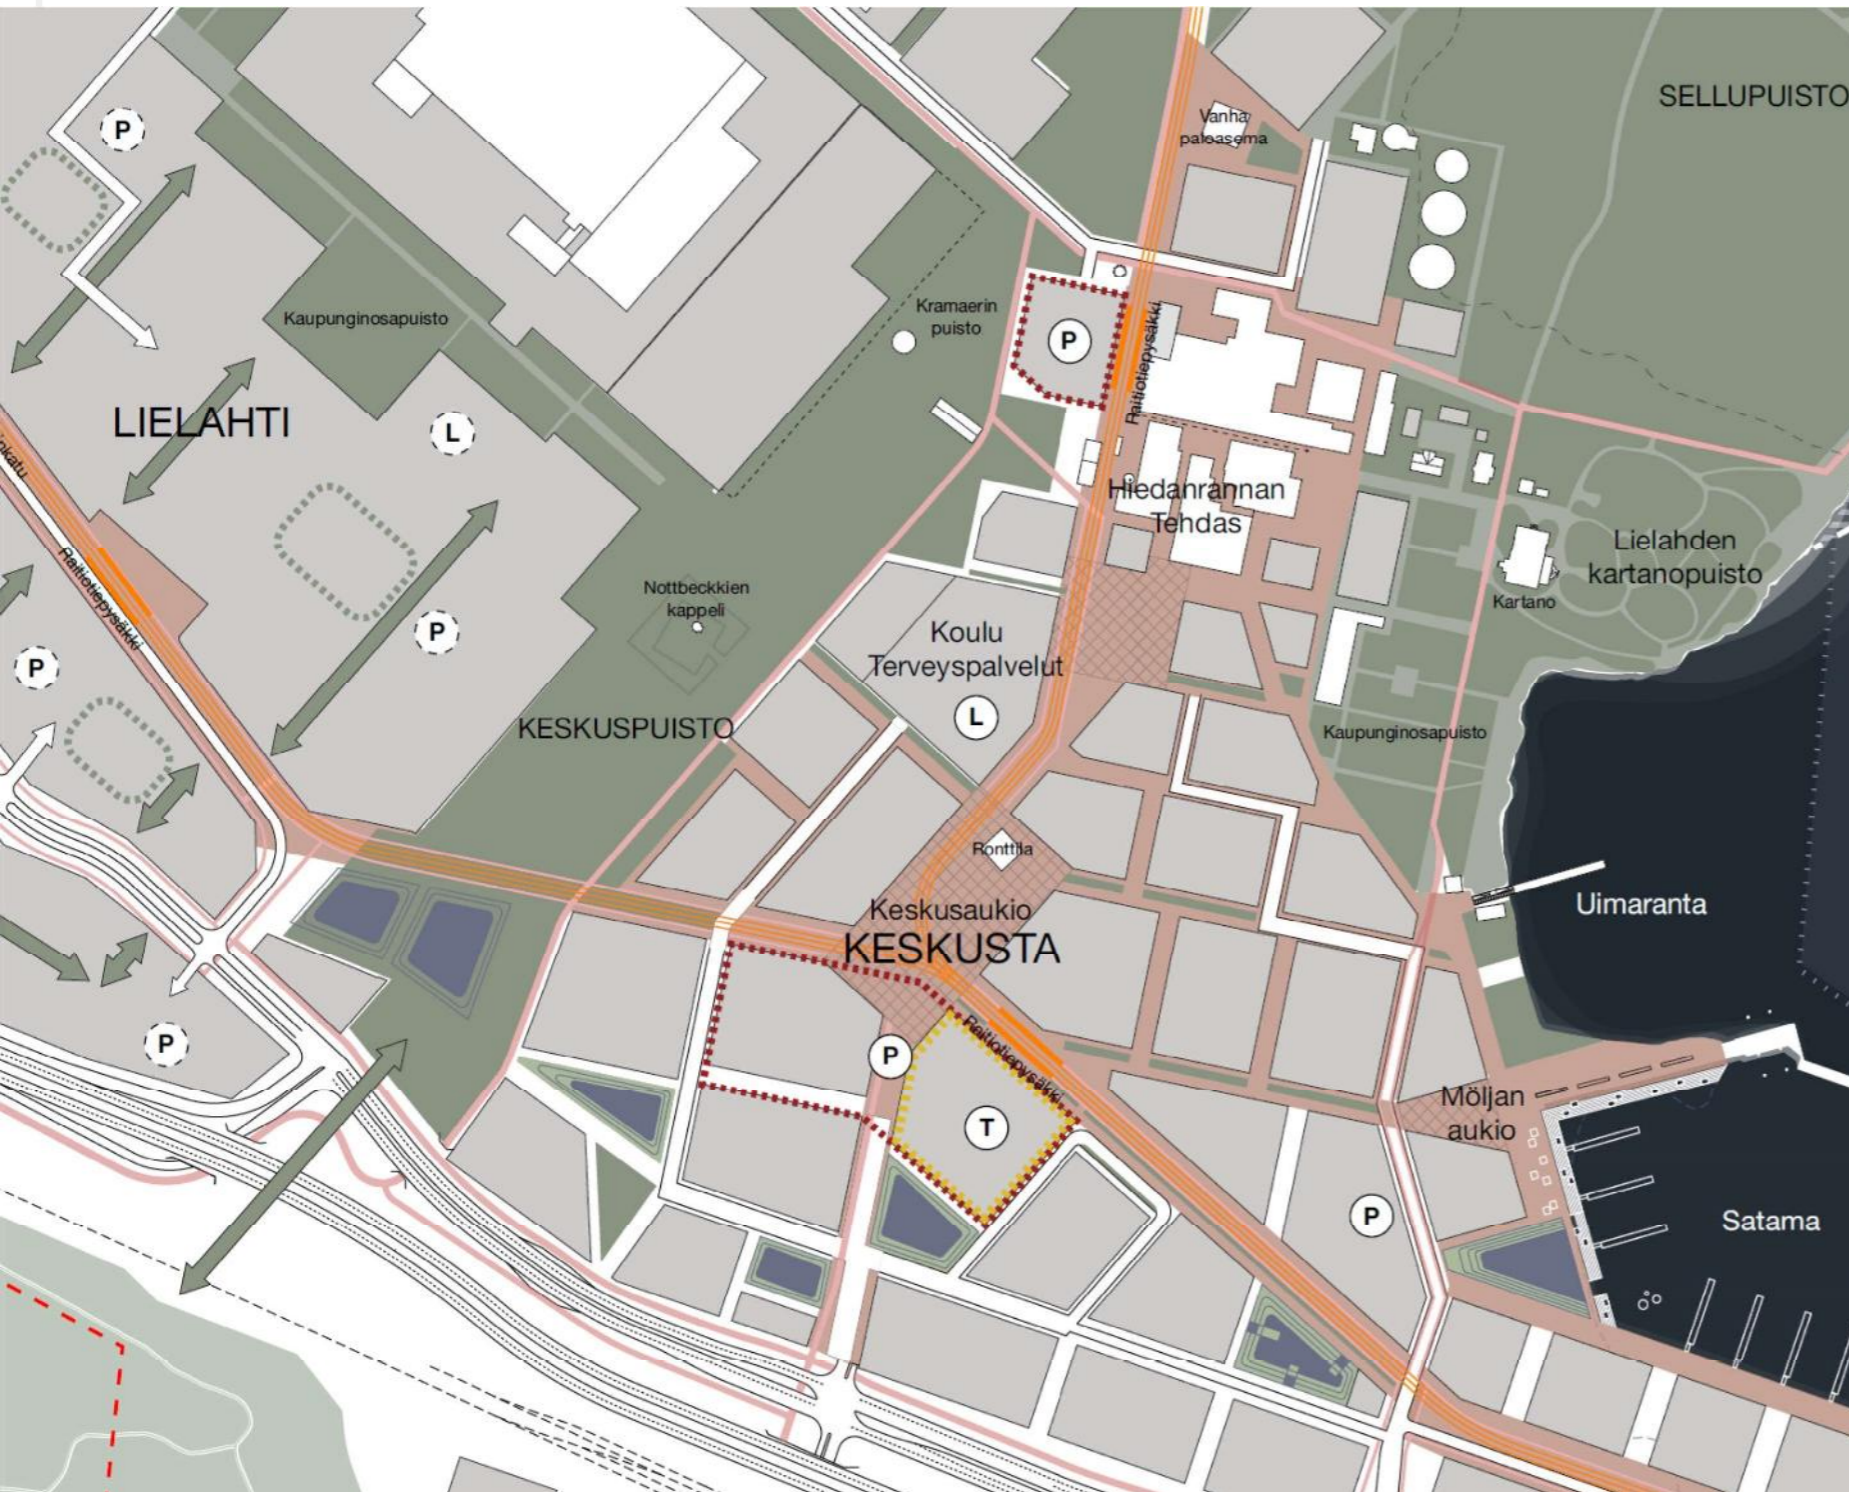 SELLUPUISTO
Vanha
paloasema
P
Kaupunginosapuisto
Kramaerin
puisto
P
Raitiotiepysäkki
LIELAHTI
L
Hiedanrannan
Tehdas
Lielahden
kartanopuisto
Kartano
Raitiotiepysäkki
Nottbeckkien
kappeli
P
P
Koulu
Terveyspalvelut
L
KESKUSPUISTO
Kaupunginosapuisto
Ronttila
Keskusaukio
KESKUSTA
Uimaranta
P
P
Raitiotiepysäkki
T
Möljan
aukio
P
Satama